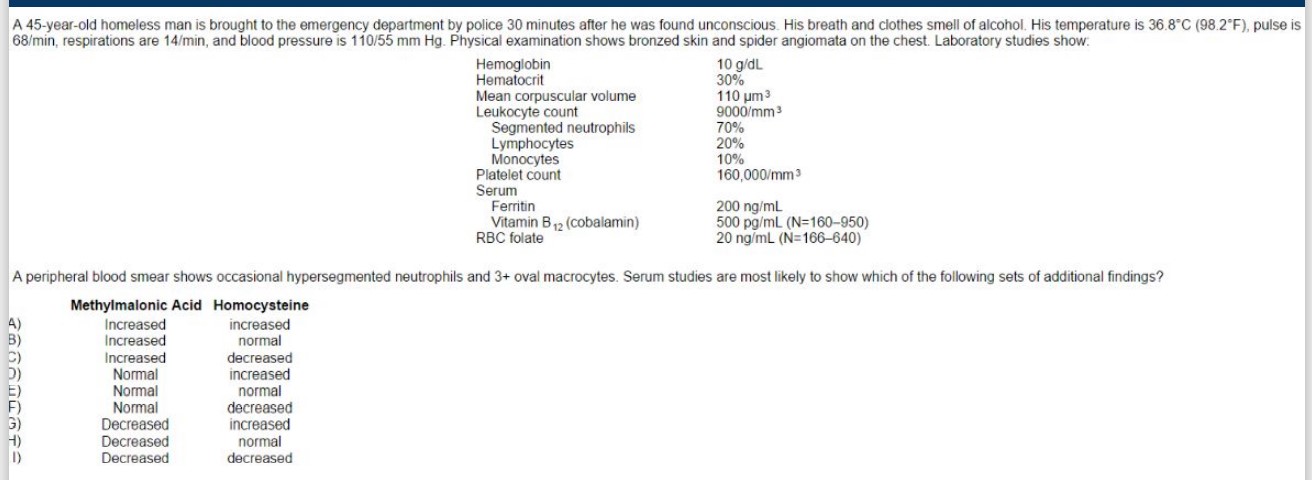 A 45-year-old homeless man is brought to the emergency department by police 30 minutes after he was found unconscious. His breath and clothes smell of alcohol. His temperature is 36.8°C (98.2°F), pulse is
68/min, respirations are 14/min, and blood pressure is 110/55 mm Hg. Physical examination shows bronzed skin and spider angiomata on the chest. Laboratory studies show:
Hemoglobin 10 g/dL
Hematocrit 30%
Mean corpuscular volume 110 µm³
Leukocyte count 9000/mm³
Segmented neutrophils 70%
Lymphocytes 20%
Monocytes 10%
Platelet count 160,000/mm³
Serum
Ferritin 200 ng/mL
Vitamin B₁₂ (cobalamin) 500 pg/mL (N=160–950)
RBC folate 20 ng/mL (N=166–640)
A peripheral blood smear shows occasional hypersegmented neutrophils and 3+ oval macrocytes. Serum studies are most likely to show which of the following sets of additional findings?
Methylmalonic Acid Homocysteine
A) Increased increased
B) Increased normal
C) Increased decreased
D) Normal increased
E) Normal normal
F) Normal decreased
G) Decreased increased
H) Decreased normal
I) Decreased decreased